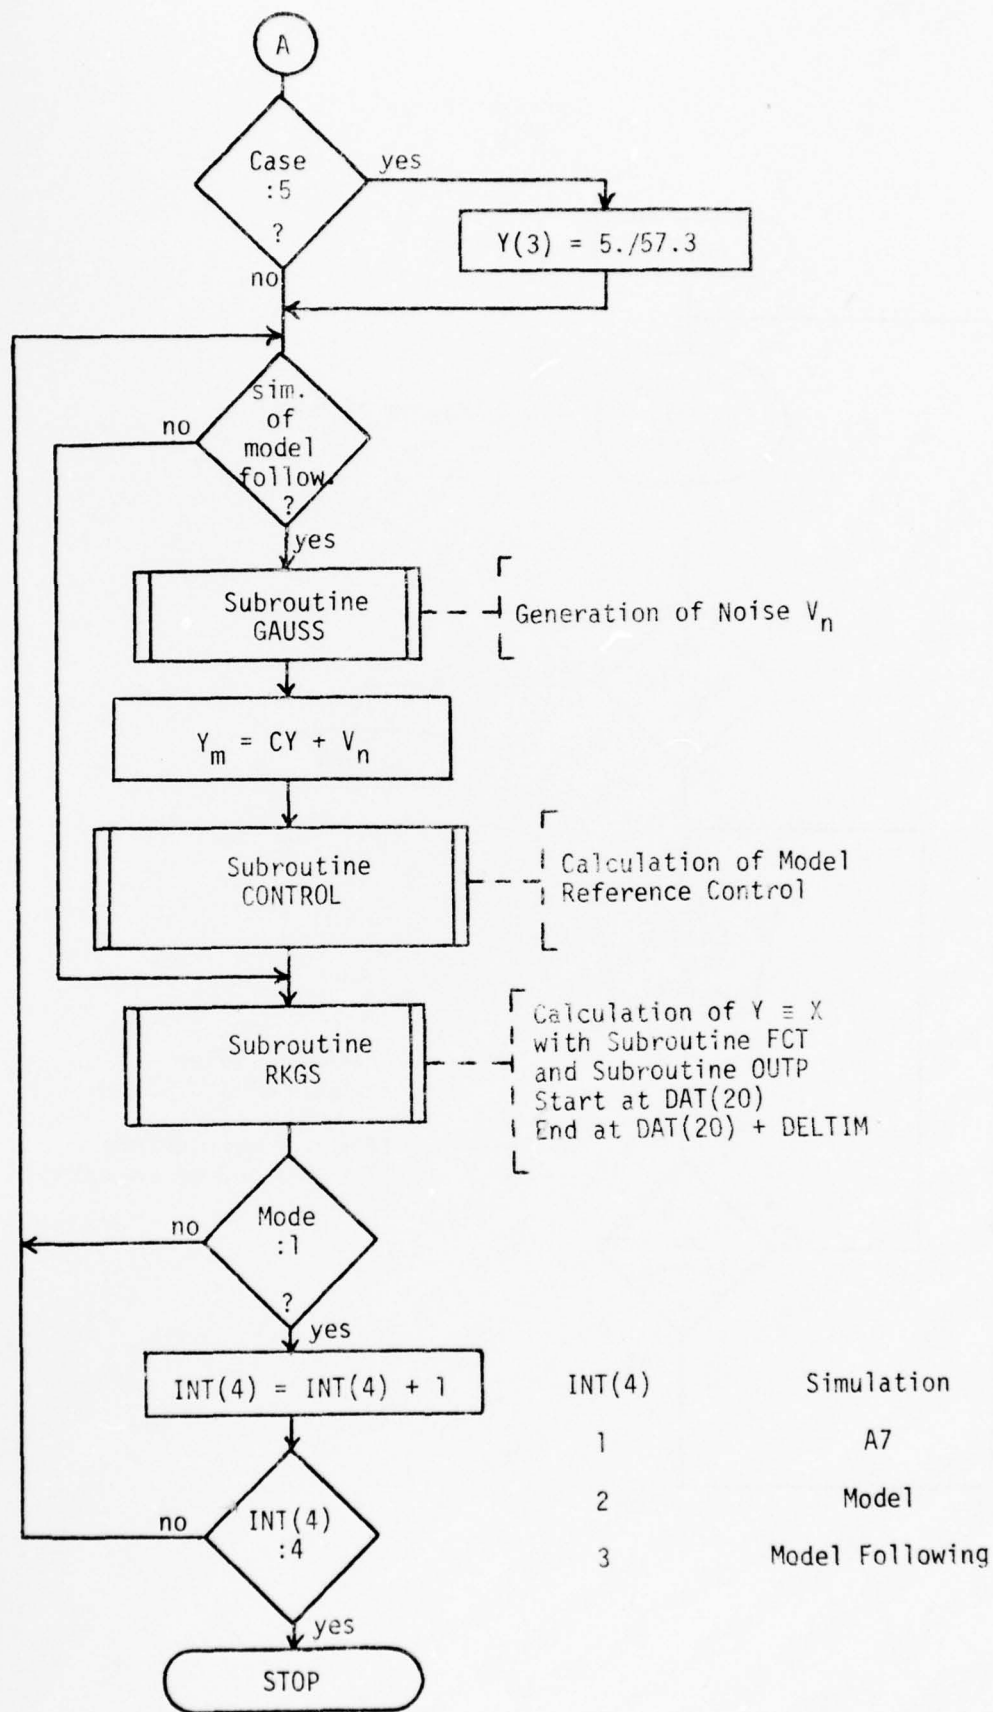 A
Case
:5
?
yes
no
Y(3) = 5./57.3
sim.
of
model
follow.
?
no
yes
Subroutine
GAUSS
Generation of Noise Vn
Ym = CY + Vn
Subroutine
CONTROL
Calculation of Model
Reference Control
Subroutine
RKGS
Calculation of Y ≡ X
with Subroutine FCT
and Subroutine OUTP
Start at DAT(20)
End at DAT(20) + DELTIM
Mode
:1
?
no
yes
INT(4) = INT(4) + 1
INT(4) Simulation
1 A7
2 Model
3 Model Following
INT(4)
:4
no
yes
STOP